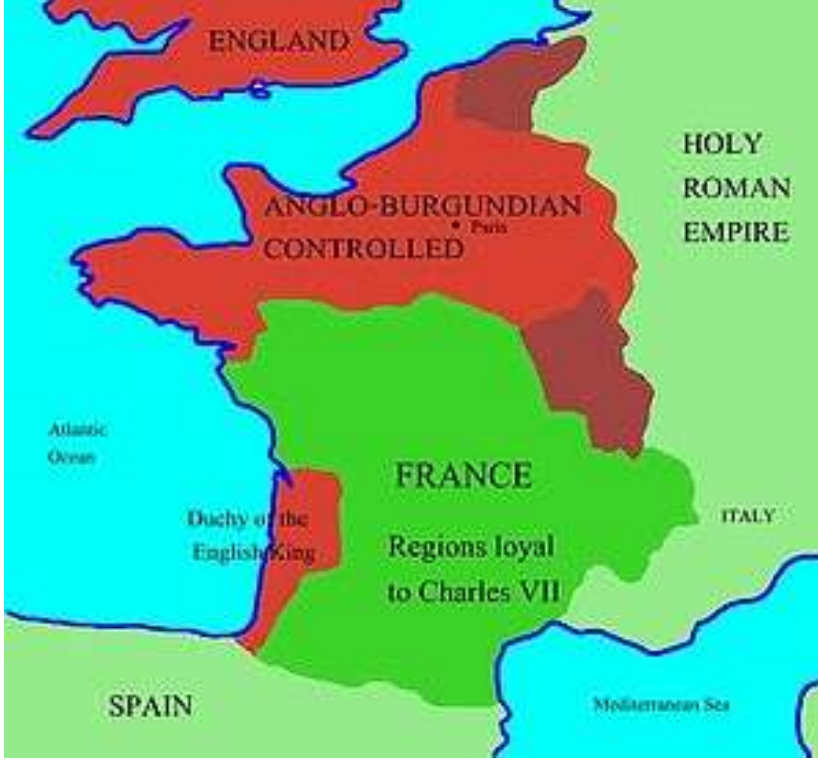 ENGLAND
HOLY
ROMAN
EMPIRE
ANGLO-BURGUNDIAN
CONTROLLED
Paris
Atlantic
Ocean
FRANCE
Duchy of the
English King
Regions loyal
to Charles VII
ITALY
SPAIN
Mediterranean Sea